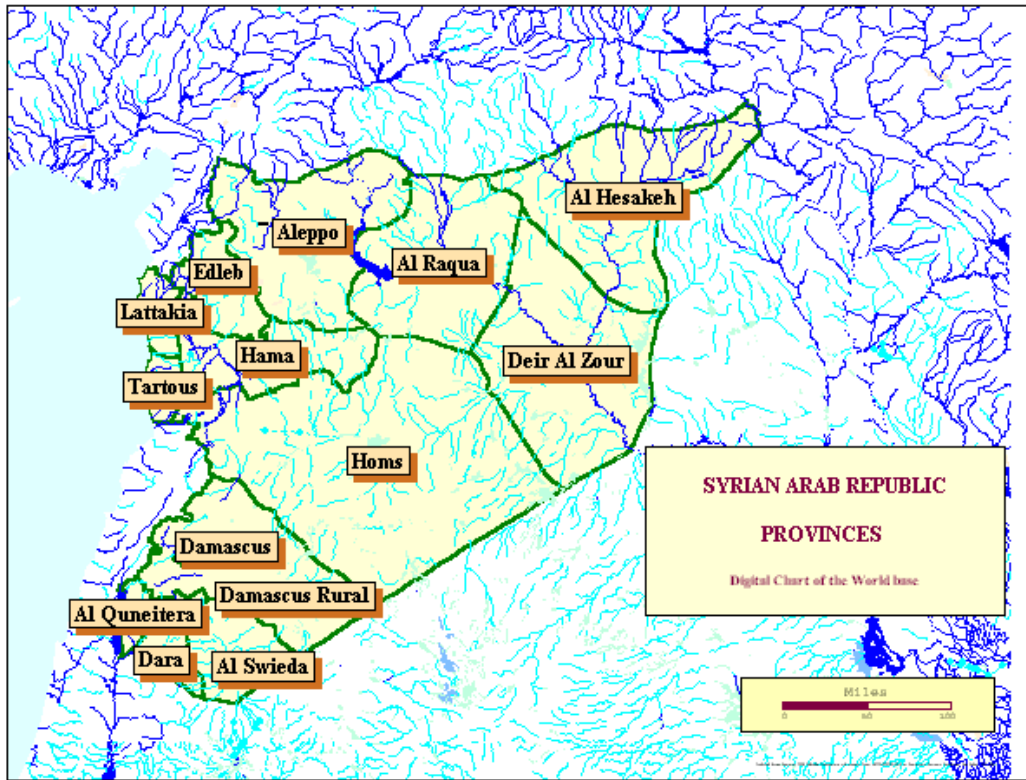 Al Hesakeh
Aleppo
Al Raqua
Edleb
Lattakia
Hama
Deir Al Zour
Tartous
Homs
SYRIAN ARAB REPUBLIC
PROVINCES
Digital Chart of the World base
Damascus
Damascus Rural
Al Quneitera
Dara
Al Swieda
Miles
0 50 100